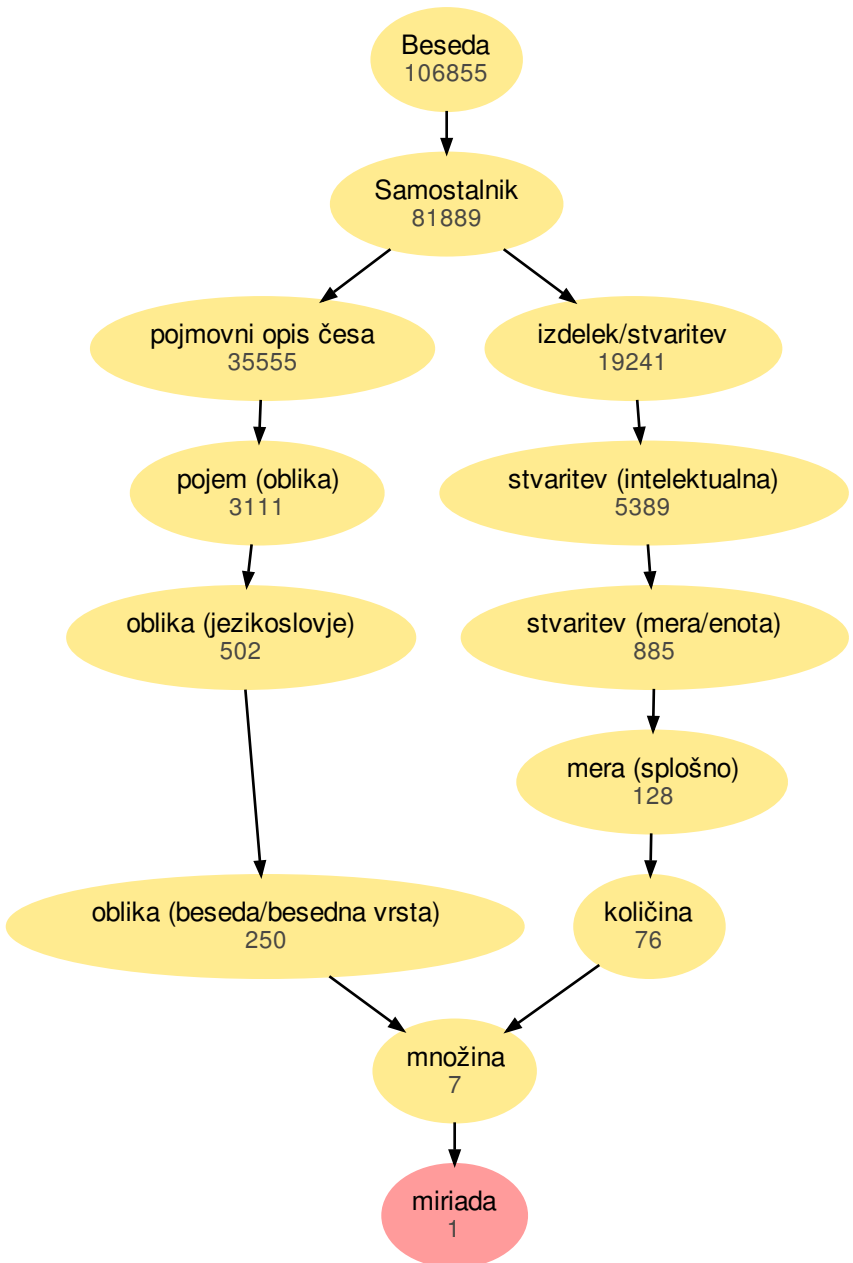 Beseda
106855
Samostalnik
81889
pojmovni opis česa
35555
izdelek/stvaritev
19241
pojem (oblika)
3111
stvaritev (intelektualna)
5389
oblika (jezikoslovje)
502
stvaritev (mera/enota)
885
mera (splošno)
128
oblika (beseda/besedna vrsta)
250
količina
76
množina
7
miriada
1